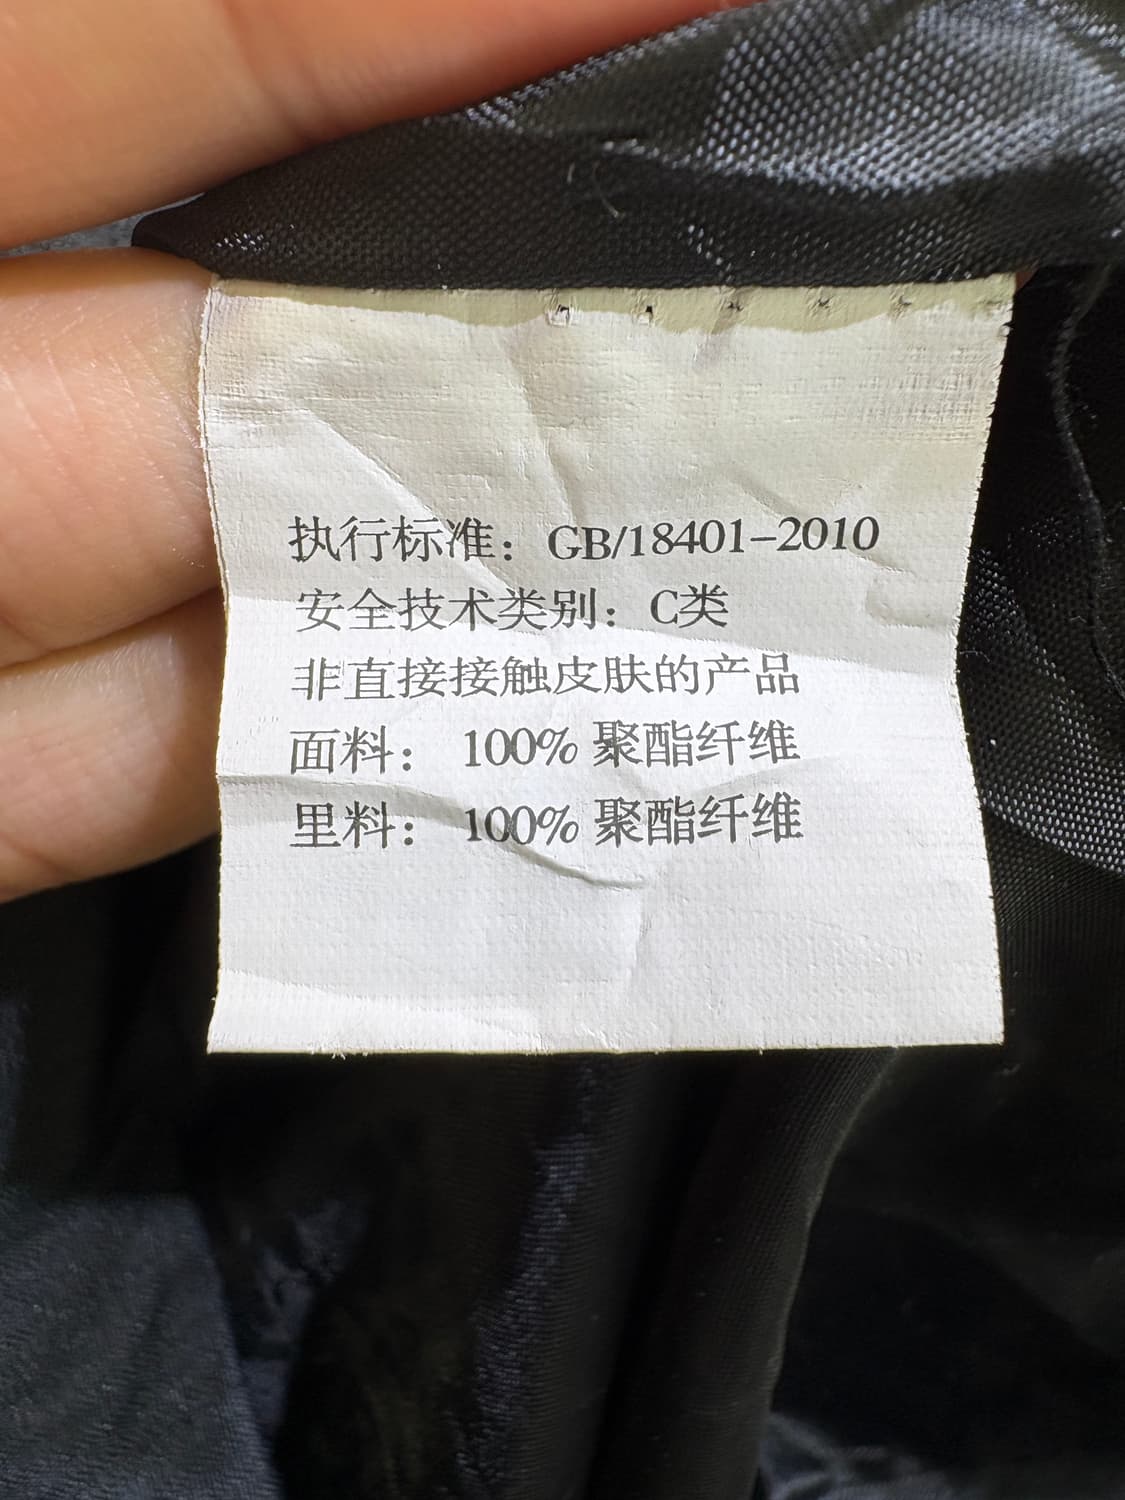 执行标准：GB/18401-2010
安全技术类别：C类
非直接接触皮肤的产品
面料： 100% 聚酯纤维
里料： 100% 聚酯纤维